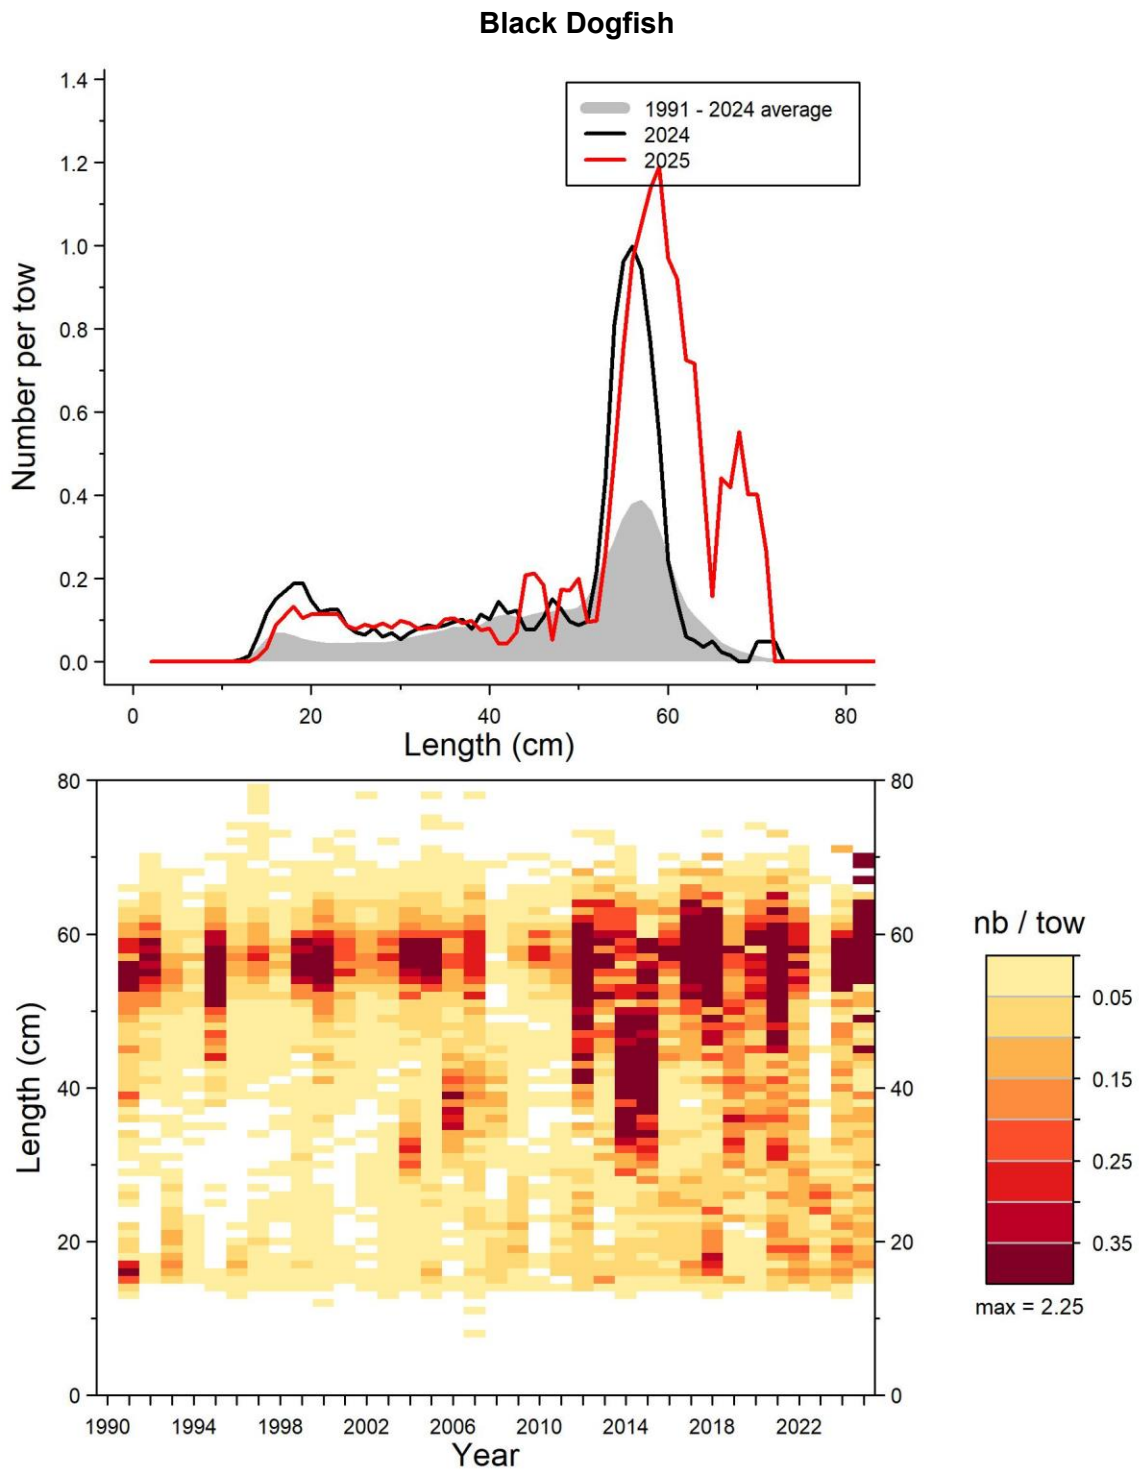 Black Dogfish
1991 - 2024 average
2024
2025
Number per tow
1.4
1.2
1.0
0.8
0.6
0.4
0.2
0.0
0 20 40 60 80
Length (cm)
80 80
60 60
40 40
20 20
0 0
Length (cm)
1990 1994 1998 2002 2006 2010 2014 2018 2022
Year
nb / tow
0.05
0.15
0.25
0.35
max = 2.25